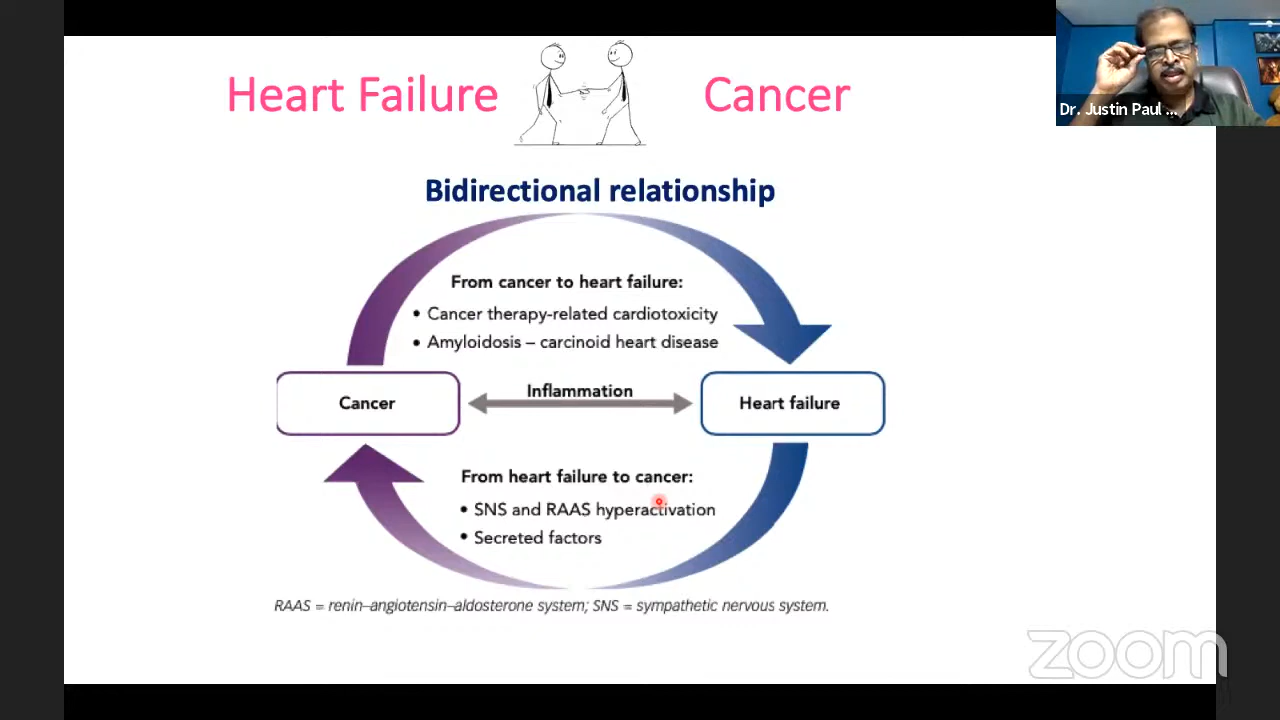 Heart Failure Cancer
Dr. Justin Paul ...
Bidirectional relationship
From cancer to heart failure:
• Cancer therapy-related cardiotoxicity
• Amyloidosis – carcinoid heart disease
Cancer
Inflammation
Heart failure
From heart failure to cancer:
• SNS and RAAS hyperactivation
• Secreted factors
RAAS = renin–angiotensin–aldosterone system; SNS = sympathetic nervous system.
zoom